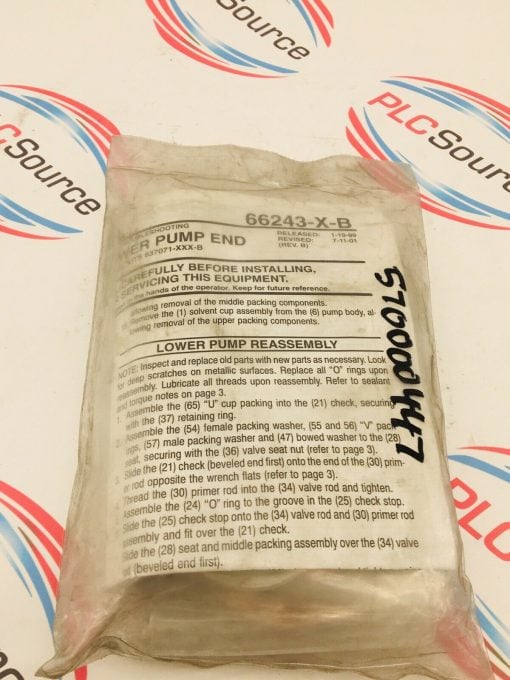 PLCSource
PLCSource
PLCSource
66243-X-B
RELEASED: 1-19-99
REVISED: 7-11-01
(REV. B)
PUMP END
637071-XXX-B
CAREFULLY BEFORE INSTALLING,
SERVICING THIS EQUIPMENT.
hands of the operator. Keep for future reference.
removal of the middle packing components.
Remove the (1) solvent cup assembly from the (6) pump body, al-
lowing removal of the upper packing components.
LOWER PUMP REASSEMBLY
NOTE: Inspect and replace old parts with new parts as necessary. Look
for deep scratches on metallic surfaces. Replace all "O" rings upon
reassembly. Lubricate all threads upon reassembly. Refer to sealant
and torque notes on page 3.
1. Assemble the (65) "U" cup packing into the (21) check, securing
with the (37) retaining ring.
2. Assemble the (54) female packing washer, (55 and 56) "V" pack
ings, (57) male packing washer and (47) bowed washer to the (28)
seat, securing with the (36) valve seat nut (refer to page 3).
Slide the (21) check (beveled end first) onto the end of the (30) prim-
er rod opposite the wrench flats (refer to page 3).
Thread the (30) primer rod into the (34) valve rod and tighten.
Assemble the (24) "O" ring to the groove in the (25) check stop.
Slide the (25) check stop onto the (34) valve rod and (30) primer rod
assembly and fit over the (21) check.
the (28) seat and middle packing assembly over the (34) valve
(beveled end first).
5700004447
PLC
Source